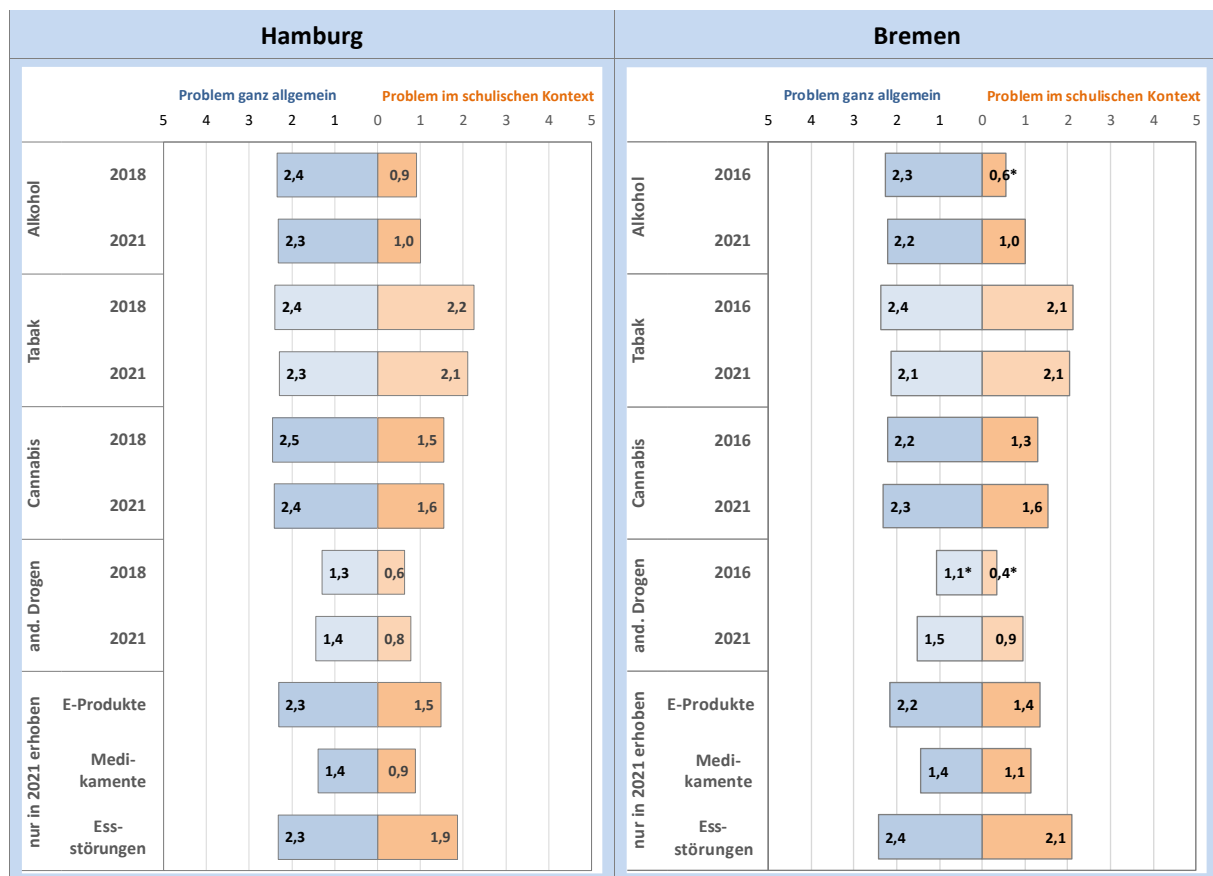 Hamburg
Problem ganz allgemein Problem im schulischen Kontext
5 4 3 2 1 0 1 2 3 4 5
Alkohol
2018 2,4 0,9
2021 2,3 1,0
Tabak
2018 2,4 2,2
2021 2,3 2,1
Cannabis
2018 2,5 1,5
2021 2,4 1,6
and. Drogen
2018 1,3 0,6
2021 1,4 0,8
nur in 2021 erhoben
E-Produkte 2,3 1,5
Medi-
kamente 1,4 0,9
Ess-
störungen 2,3 1,9
Bremen
Problem ganz allgemein Problem im schulischen Kontext
5 4 3 2 1 0 1 2 3 4 5
Alkohol
2016 2,3 0,6*
2021 2,2 1,0
Tabak
2016 2,4 2,1
2021 2,1 2,1
Cannabis
2016 2,2 1,3
2021 2,3 1,6
and. Drogen
2016 1,1* 0,4*
2021 1,5 0,9
nur in 2021 erhoben
E-Produkte 2,2 1,4
Medi-
kamente 1,4 1,1
Ess-
störungen 2,4 2,1